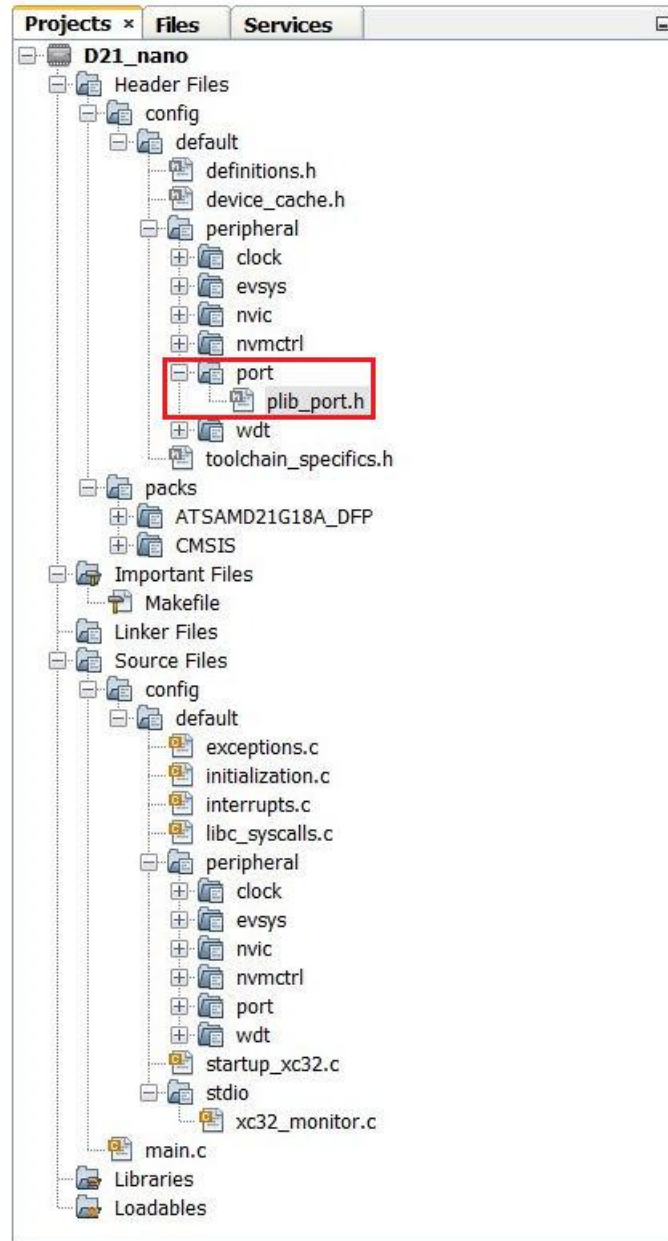 Projects × Files Services
D21_nano
Header Files
config
default
definitions.h
device_cache.h
peripheral
clock
evsys
nvic
nvmctrl
port
plib_port.h
wdt
toolchain_specifics.h
packs
ATSAMD21G18A_DFP
CMSIS
Important Files
Makefile
Linker Files
Source Files
config
default
exceptions.c
initialization.c
interrupts.c
libc_syscalls.c
peripheral
clock
evsys
nvic
nvmctrl
port
wdt
startup_xc32.c
stdio
xc32_monitor.c
main.c
Libraries
Loadables